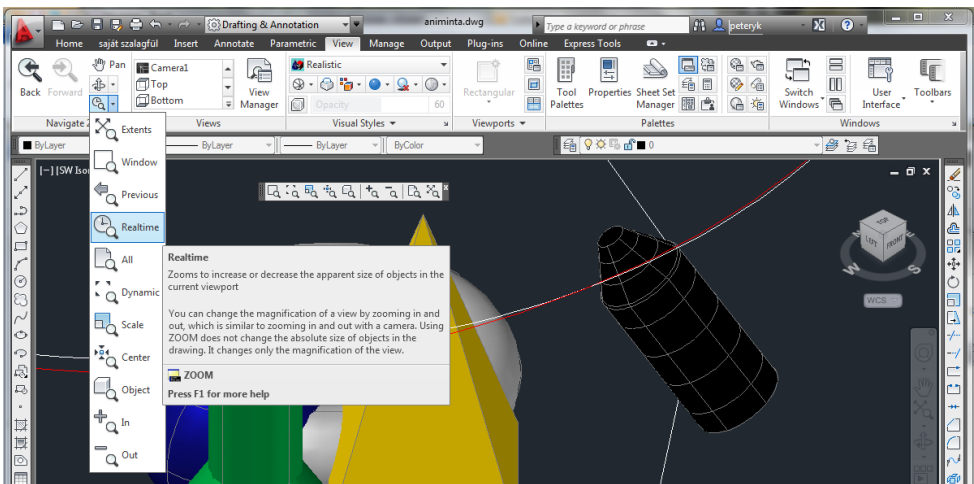 Drafting & Annotation
animinta.dwg
Type a keyword or phrase
peteryk
Home saját szalagfül Insert Annotate Parametric View Manage Output Plug-ins Online Express Tools
Pan
Camera1
Top
Bottom
Back Forward
View
Manager
Realistic
Opacity 60
Rectangular
Tool
Palettes
Properties
Sheet Set
Manager
Switch
Windows
User
Interface
Toolbars
Navigate 2 Views Visual Styles Viewports Palettes Windows
ByLayer ByLayer ByLayer ByColor 0
[-][SW Iso
Extents
Window
Previous
Realtime
All
Dynamic
Scale
Center
Object
In
Out
Realtime
Zooms to increase or decrease the apparent size of objects in the
current viewport
You can change the magnification of a view by zooming in and
out, which is similar to zooming in and out with a camera. Using
ZOOM does not change the absolute size of objects in the
drawing. It changes only the magnification of the view.
ZOOM
Press F1 for more help
TOP
LEFT FRONT
S
WCS